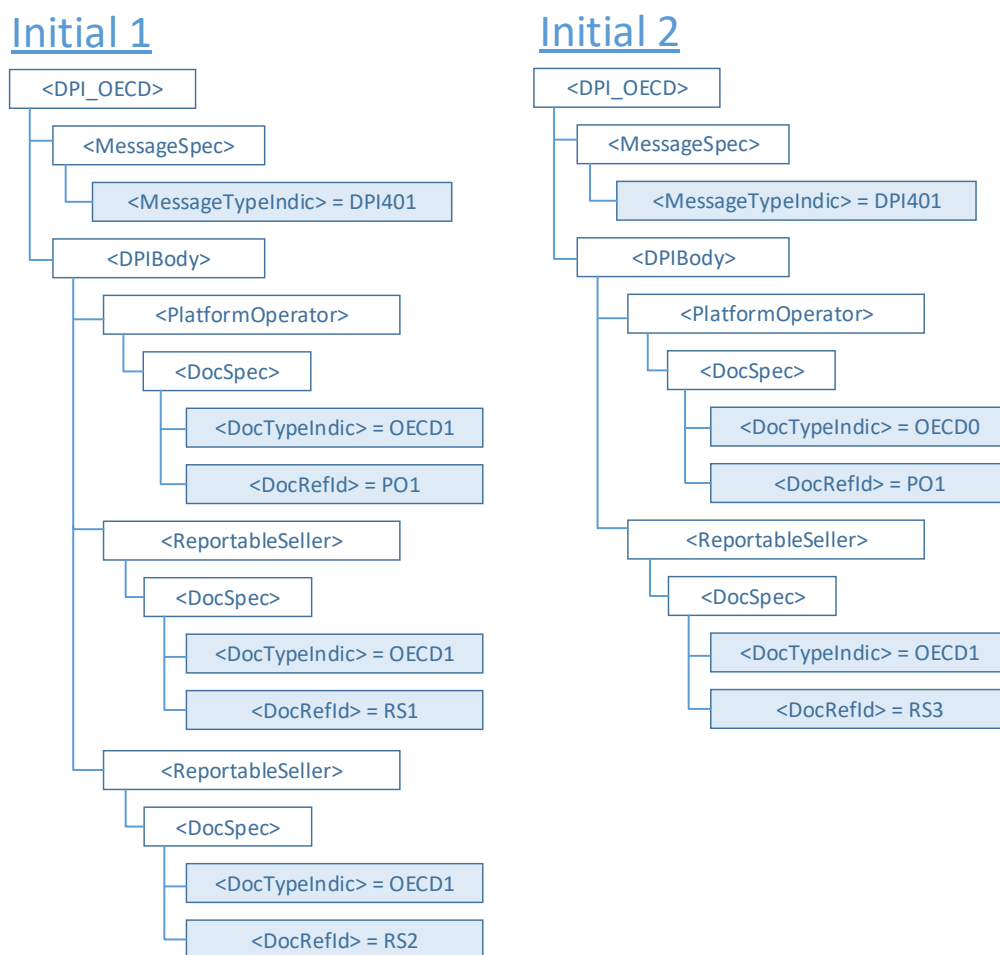 Initial 1
<DPI_OECD>
<MessageSpec>
<MessageTypeIndic> = DPI401
<DPIBody>
<PlatformOperator>
<DocSpec>
<DocTypeIndic> = OECD1
<DocRefId> = PO1
<ReportableSeller>
<DocSpec>
<DocTypeIndic> = OECD1
<DocRefId> = RS1
<ReportableSeller>
<DocSpec>
<DocTypeIndic> = OECD1
<DocRefId> = RS2
Initial 2
<DPI_OECD>
<MessageSpec>
<MessageTypeIndic> = DPI401
<DPIBody>
<PlatformOperator>
<DocSpec>
<DocTypeIndic> = OECD0
<DocRefId> = PO1
<ReportableSeller>
<DocSpec>
<DocTypeIndic> = OECD1
<DocRefId> = RS3